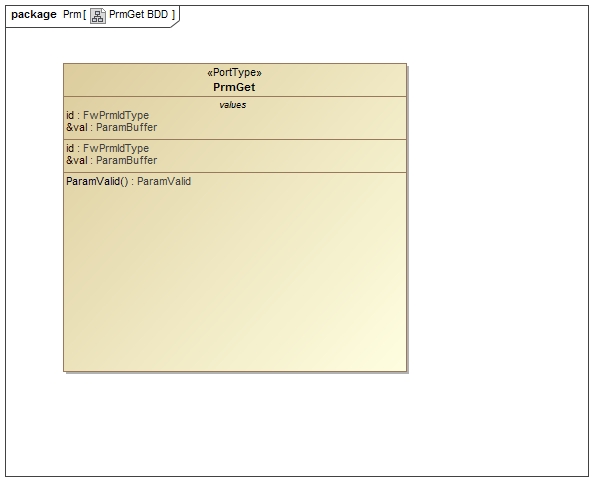 package Prm [ PrmGet BDD ]
«PortType»
PrmGet
values
id : FwPrmIdType
&val : ParamBuffer
id : FwPrmIdType
&val : ParamBuffer
ParamValid() : ParamValid